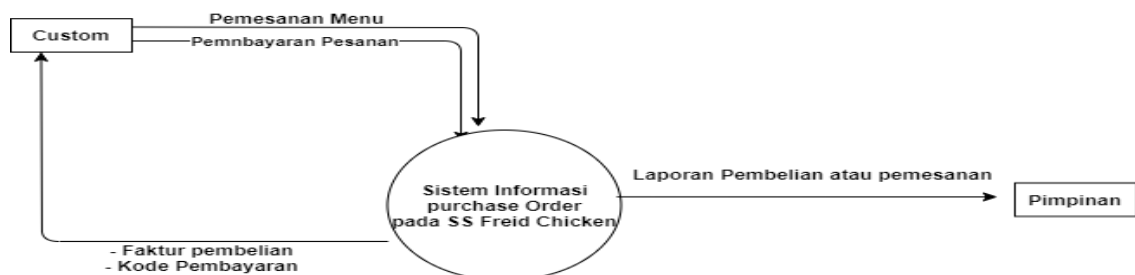 Pemesanan Menu
Custom
Pemnbayaran Pesanan
Sistem Informasi
purchase Order
pada SS Freid Chicken
Laporan Pembelian atau pemesanan
Pimpinan
- Faktur pembelian
- Kode Pembayaran